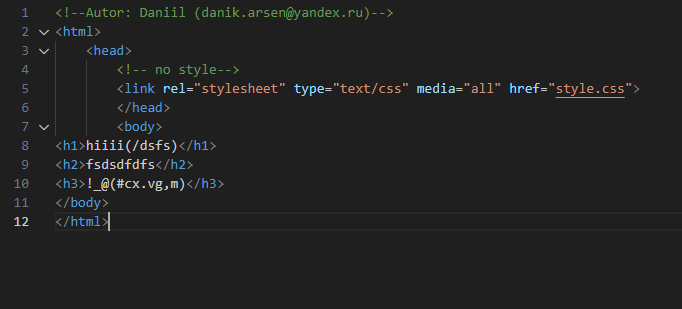 1 <!--Autor: Daniil (danik.arsen@yandex.ru)-->
2 <html>
3 <head>
4 <!-- no style-->
5 <link rel="stylesheet" type="text/css" media="all" href="style.css">
6 </head>
7 <body>
8 <h1>hiiii(/dsfs)</h1>
9 <h2>fsdsdfdfs</h2>
10 <h3>!_@(#cx.vg,m)</h3>
11 </body>
12 </html>